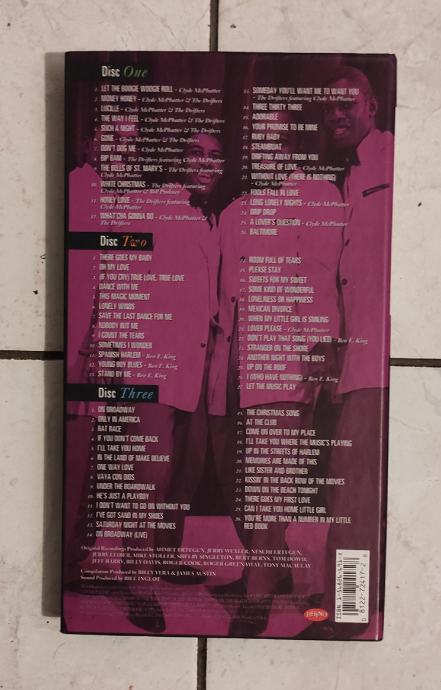 Disc One
1. LET THE BOOGIE WOOGIE ROLL - Clyde McPhatter
2. MONEY HONEY - Clyde McPhatter & The Drifters
3. LUCILLE - Clyde McPhatter & The Drifters
4. THE WAY I FEEL - Clyde McPhatter & The Drifters
5. SUCH A NIGHT - Clyde McPhatter & The Drifters
6. GONE - Clyde McPhatter & The Drifters
7. DON'T DOG ME - Clyde McPhatter
8. BIP BAM - The Drifters featuring Clyde McPhatter
9. THE BELLS OF ST. MARY'S - The Drifters featuring
Clyde McPhatter
10. WHITE CHRISTMAS - The Drifters featuring
Clyde McPhatter & Bill Pinkney
11. HONEY LOVE - The Drifters featuring
Clyde McPhatter
12. WHAT'CHA GONNA DO - Clyde McPhatter &
The Drifters
13. SOMEDAY YOU'LL WANT ME TO WANT YOU
- The Drifters featuring Clyde McPhatter
14. THREE THIRTY THREE
15. ADORABLE
16. YOUR PROMISE TO BE MINE
17. RUBY BABY
18. STEAMBOAT
19. DRIFTING AWAY FROM YOU
20. TREASURE OF LOVE - Clyde McPhatter
21. WITHOUT LOVE (THERE IS NOTHING)
- Clyde McPhatter
22. FOOLS FALL IN LOVE
23. LONG LONELY NIGHTS - Clyde McPhatter
24. DRIP DROP
25. A LOVER'S QUESTION - Clyde McPhatter
26. BALTIMORE
Disc Two
1. THERE GOES MY BABY
2. OH MY LOVE
3. (IF YOU CRY) TRUE LOVE, TRUE LOVE
4. DANCE WITH ME
5. THIS MAGIC MOMENT
6. LONELY WINDS
7. SAVE THE LAST DANCE FOR ME
8. NOBODY BUT ME
9. I COUNT THE TEARS
10. SOMETIMES I WONDER
11. SPANISH HARLEM - Ben E. King
12. YOUNG BOY BLUES - Ben E. King
13. STAND BY ME - Ben E. King
ROOM FULL OF TEARS
PLEASE STAY
16. SWEETS FOR MY SWEET
17. SOME KIND OF WONDERFUL
18. LONELINESS OR HAPPINESS
19. MEXICAN DIVORCE
20. WHEN MY LITTLE GIRL IS SMILING
21. LOVER PLEASE - Clyde McPhatter
22. DON'T PLAY THAT SONG (YOU LIED) - Ben E. King
23. STRANGER ON THE SHORE
24. ANOTHER NIGHT WITH THE BOYS
25. UP ON THE ROOF
26. I (WHO HAVE NOTHING) - Ben E. King
27. LET THE MUSIC PLAY
Disc Three
1. ON BROADWAY
2. ONLY IN AMERICA
3. RAT RACE
4. IF YOU DON'T COME BACK
5. I'LL TAKE YOU HOME
6. IN THE LAND OF MAKE BELIEVE
7. ONE WAY LOVE
8. VAYA CON DIOS
9. UNDER THE BOARDWALK
10. HE'S JUST A PLAYBOY
11. I DON'T WANT TO GO ON WITHOUT YOU
12. I'VE GOT SAND IN MY SHOES
13. SATURDAY NIGHT AT THE MOVIES
14. ON BROADWAY (LIVE)
15. THE CHRISTMAS SONG
16. AT THE CLUB
17. COME ON OVER TO MY PLACE
18. I'LL TAKE YOU WHERE THE MUSIC'S PLAYING
19. UP IN THE STREETS OF HARLEM
20. MEMORIES ARE MADE OF THIS
21. LIKE SISTER AND BROTHER
22. KISSIN' IN THE BACK ROW OF THE MOVIES
23. DOWN ON THE BEACH TONIGHT
24. THERE GOES MY FIRST LOVE
25. CAN I TAKE YOU HOME LITTLE GIRL
26. YOU'RE MORE THAN A NUMBER IN MY LITTLE
RED BOOK
Original Recordings Produced by AHMET ERTEGUN, JERRY WEXLER, NESUHI ERTEGUN,
JERRY LEIBER, MIKE STOLLER, SHELBY SINGLETON, BERT BERNS, TOM DOWD,
JEFF BARRY, BILLY DAVIS, ROGER COOK, ROGER GREENAWAY, TONY MACAULAY
Compilation Produced by BILLY VERA & JAMES AUSTIN
Sound Produced by BILL INGLOT
RHINO